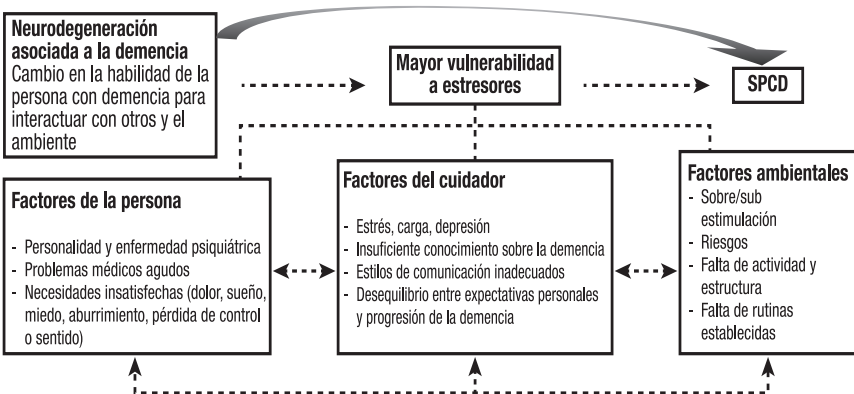 Neurodegeneración
asociada a la demencia
Cambio en la habilidad de la
persona con demencia para
interactuar con otros y el
ambiente
Mayor vulnerabilidad
a estresores
SPCD
Factores de la persona
- Personalidad y enfermedad psiquiátrica
- Problemas médicos agudos
- Necesidades insatisfechas (dolor, sueño,
miedo, aburrimiento, pérdida de control
o sentido)
Factores del cuidador
- Estrés, carga, depresión
- Insuficiente conocimiento sobre la demencia
- Estilos de comunicación inadecuados
- Desequilibrio entre expectativas personales
y progresión de la demencia
Factores ambientales
- Sobre/sub
estimulación
- Riesgos
- Falta de actividad y
estructura
- Falta de rutinas
establecidas